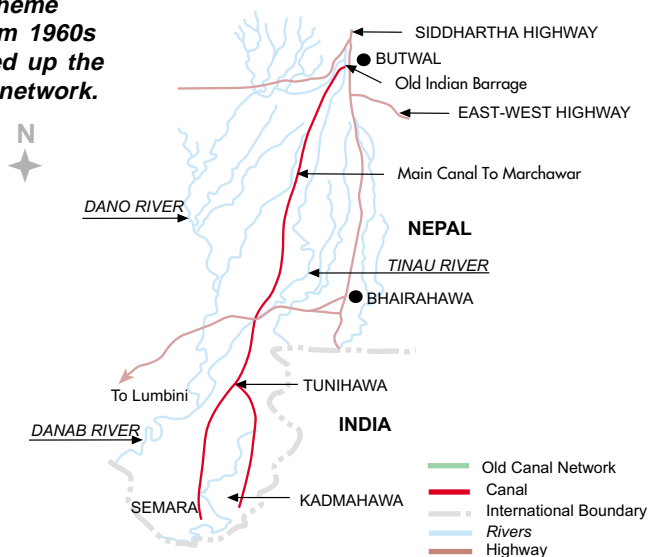 heme
m 1960s
ed up the
network.
N
SIDDHARTHA HIGHWAY
BUTWAL
Old Indian Barrage
EAST-WEST HIGHWAY
Main Canal To Marchawar
DANO RIVER
NEPAL
TINAU RIVER
BHAIRAHAWA
To Lumbini
TUNIHAWA
DANAB RIVER
INDIA
SEMARA
KADMAHAWA
Old Canal Network
Canal
International Boundary
Rivers
Highway